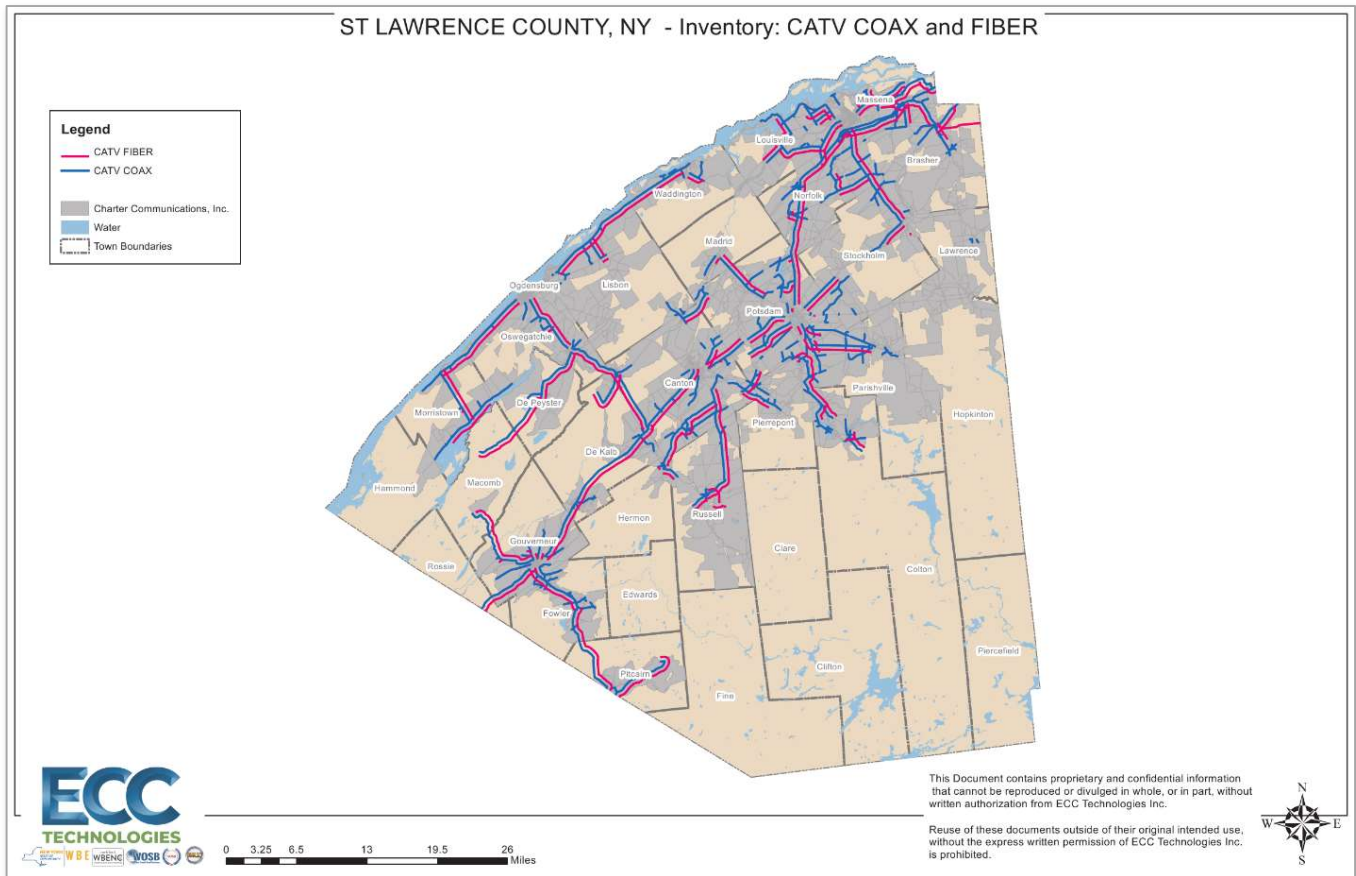 ST LAWRENCE COUNTY, NY - Inventory: CATV COAX and FIBER
Legend
CATV FIBER
CATV COAX
Charter Communications, Inc.
Water
Town Boundaries
Massena
Louisville
Brasher
Waddington
Norfolk
Madrid
Stockholm
Lawrence
Ogdensburg
Lisbon
Potsdam
Oswegatchie
Canton
Parishville
De Peyster
Morristown
Hopkinton
Pierrepont
De Kalb
Hammond
Macomb
Hermon
Russell
Gouverneur
Clare
Rossie
Colton
Edwards
Fowler
Piercefield
Clifton
Pitcairn
Fine
ECC
TECHNOLOGIES
WBE
WBENC
WOSB
0 3.25 6.5 13 19.5 26
Miles
This Document contains proprietary and confidential information
that cannot be reproduced or divulged in whole, or in part, without
written authorization from ECC Technologies Inc.
Reuse of these documents outside of their original intended use,
without the express written permission of ECC Technologies Inc.
is prohibited.
N
W E
S